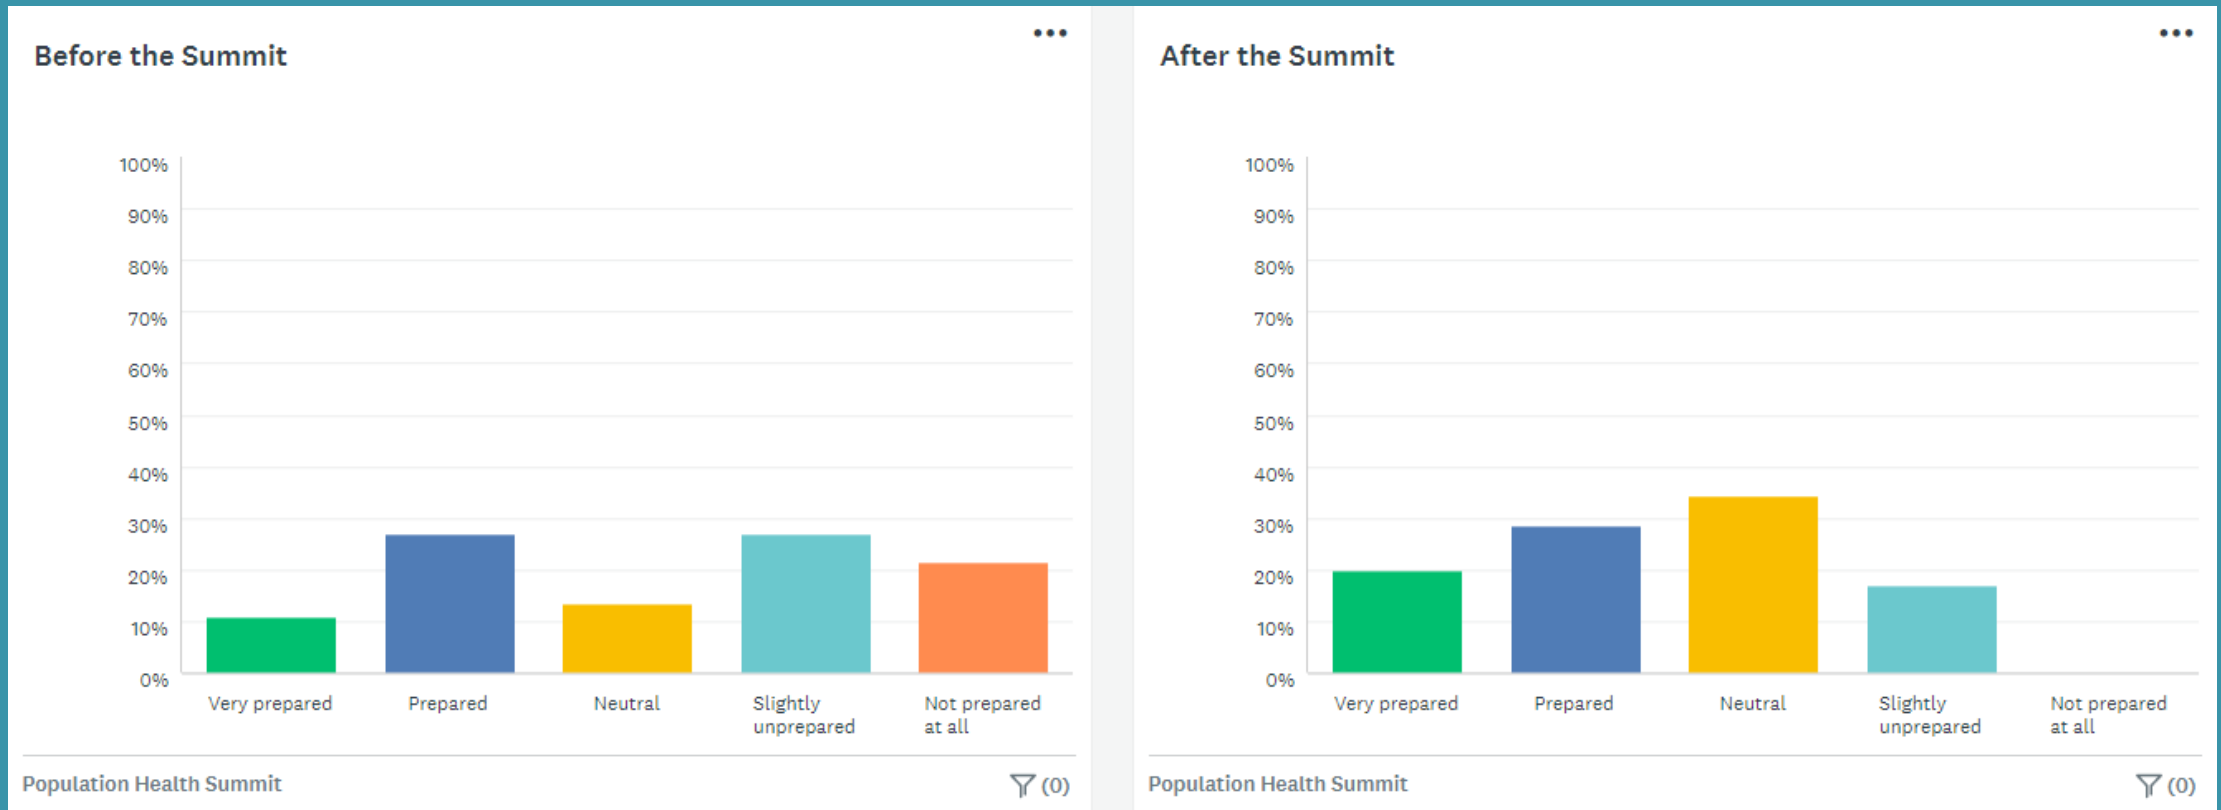 Before the Summit
100%
90%
80%
70%
60%
50%
40%
30%
20%
10%
0%
Very prepared
Prepared
Neutral
Slightly
unprepared
Not prepared
at all
Population Health Summit
(0)
After the Summit
100%
90%
80%
70%
60%
50%
40%
30%
20%
10%
0%
Very prepared
Prepared
Neutral
Slightly
unprepared
Not prepared
at all
Population Health Summit
(0)